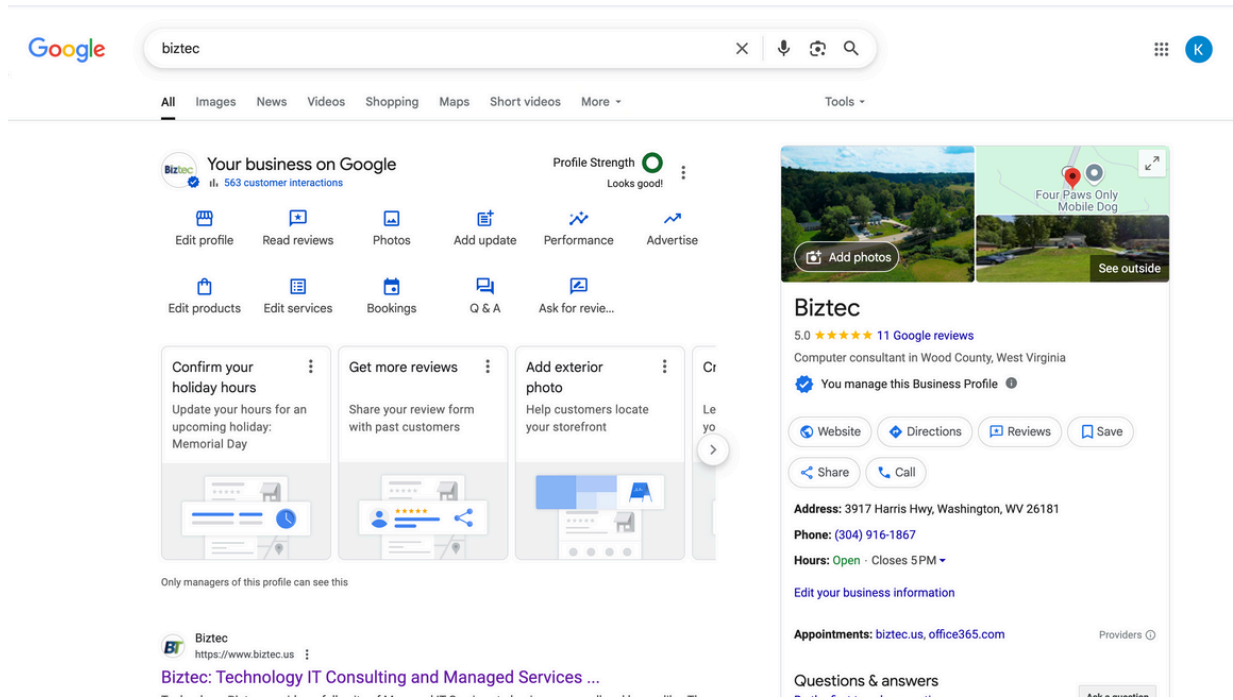 Google
biztec
K
All Images News Videos Shopping Maps Short videos More Tools
Biztec
Your business on Google
563 customer interactions
Profile Strength
Looks good!
Edit profile Read reviews Photos Add update Performance Advertise
Edit products Edit services Bookings Q & A Ask for revie...
Confirm your
holiday hours
Update your hours for an
upcoming holiday:
Memorial Day
Get more reviews
Share your review form
with past customers
Add exterior
photo
Help customers locate
your storefront
Cr
Le
yo
Only managers of this profile can see this
BT
Biztec
https://www.biztec.us
Biztec: Technology IT Consulting and Managed Services ...
Four Paws Only
Mobile Dog
Add photos
See outside
Biztec
5.0 11 Google reviews
Computer consultant in Wood County, West Virginia
You manage this Business Profile
Website Directions Reviews Save
Share Call
Address: 3917 Harris Hwy, Washington, WV 26181
Phone: (304) 916-1867
Hours: Open · Closes 5 PM
Edit your business information
Appointments: biztec.us, office365.com Providers
Questions & answers
Ask a question